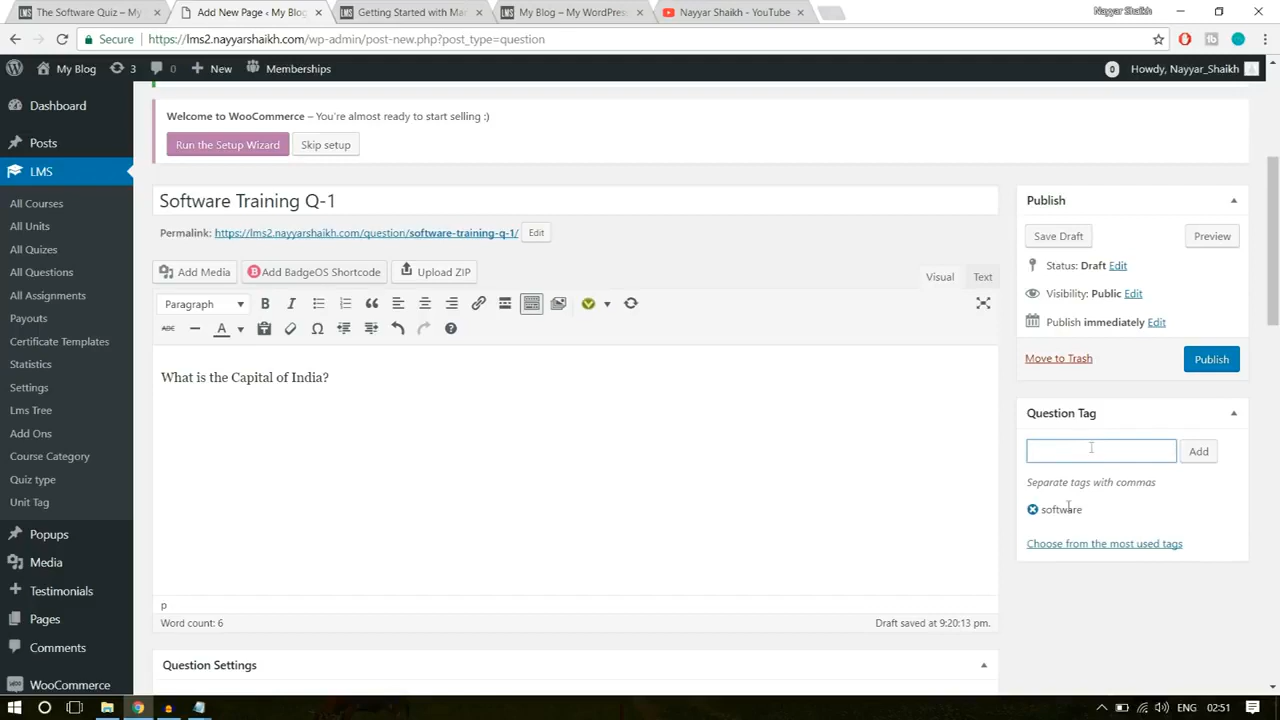 The Software Quiz – My
Add New Page ‹ My Blog
Getting Started with Mar
My Blog – My WordPress
Nayyar Shaikh - YouTube
Nayyar Shaikh
Secure
https://lms2.nayyarshaikh.com/wp-admin/post-new.php?post_type=question
My Blog
3
0
New
Memberships
0
Howdy, Nayyar_Shaikh
Dashboard
Posts
LMS
All Courses
All Units
All Quizes
All Questions
All Assignments
Payouts
Certificate Templates
Statistics
Settings
Lms Tree
Add Ons
Course Category
Quiz type
Unit Tag
Popups
Media
Testimonials
Pages
Comments
WooCommerce
Welcome to WooCommerce – You're almost ready to start selling :)
Run the Setup Wizard
Skip setup
Software Training Q-1
Permalink: https://lms2.nayyarshaikh.com/question/software-training-q-1/ Edit
Add Media
Add BadgeOS Shortcode
Upload ZIP
Visual
Text
Paragraph
ABC
What is the Capital of India?
p
Word count: 6
Draft saved at 9:20:13 pm.
Question Settings
Publish
Save Draft
Preview
Status: Draft Edit
Visibility: Public Edit
Publish immediately Edit
Move to Trash
Publish
Question Tag
Add
Separate tags with commas
software
Choose from the most used tags
ENG
02:51